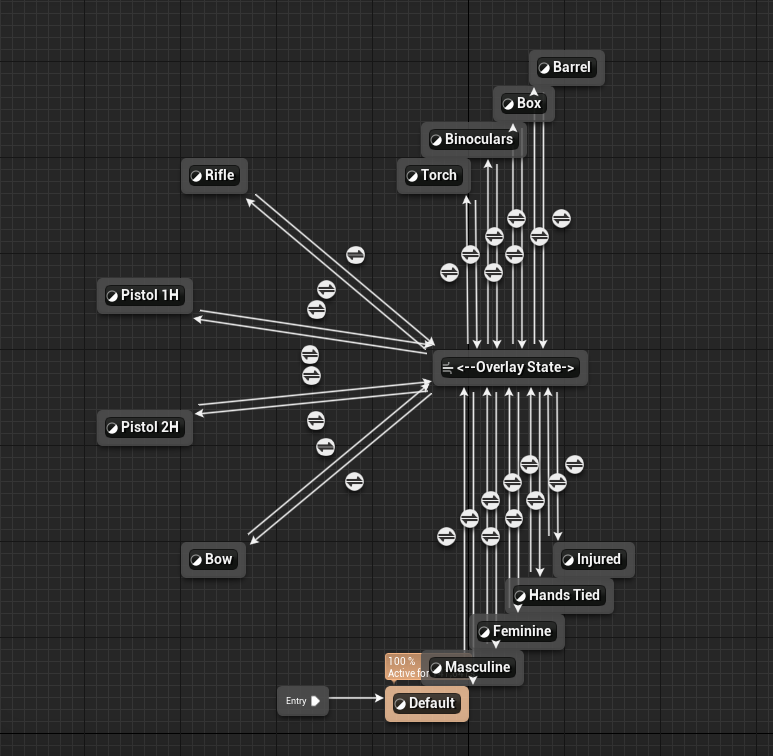 Barrel
Box
Binoculars
Rifle
Torch
Pistol 1H
<--Overlay State->
Pistol 2H
Bow
Injured
Hands Tied
Feminine
100 %
Active for
Masculine
Entry
Default